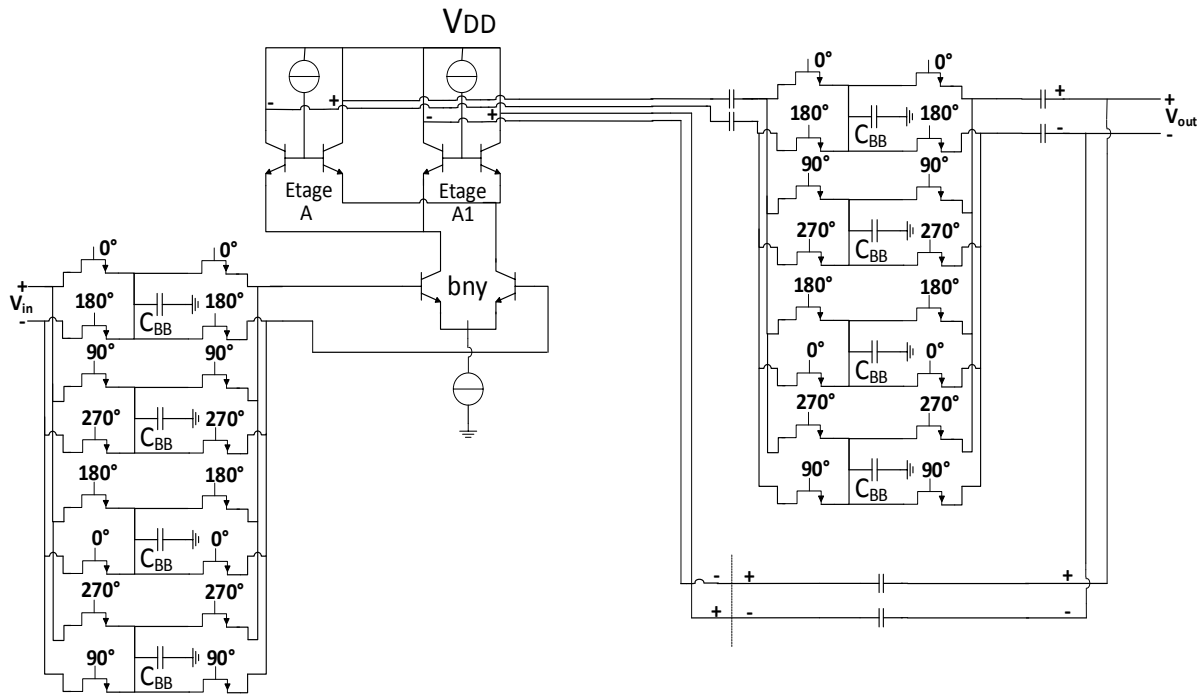 VDD
- + - +
Etage
A
Etage
A1
bny
0° 0°
+
Vin
-
180° 180°
CBB
90° 90°
270° 270°
CBB
180° 180°
0° 0°
CBB
270° 270°
90° 90°
CBB
0° 0°
180° 180°
CBB
90° 90°
270° 270°
CBB
180° 180°
0° 0°
CBB
270° 270°
90° 90°
CBB
+ +
Vout
- -
- + +
+ - -